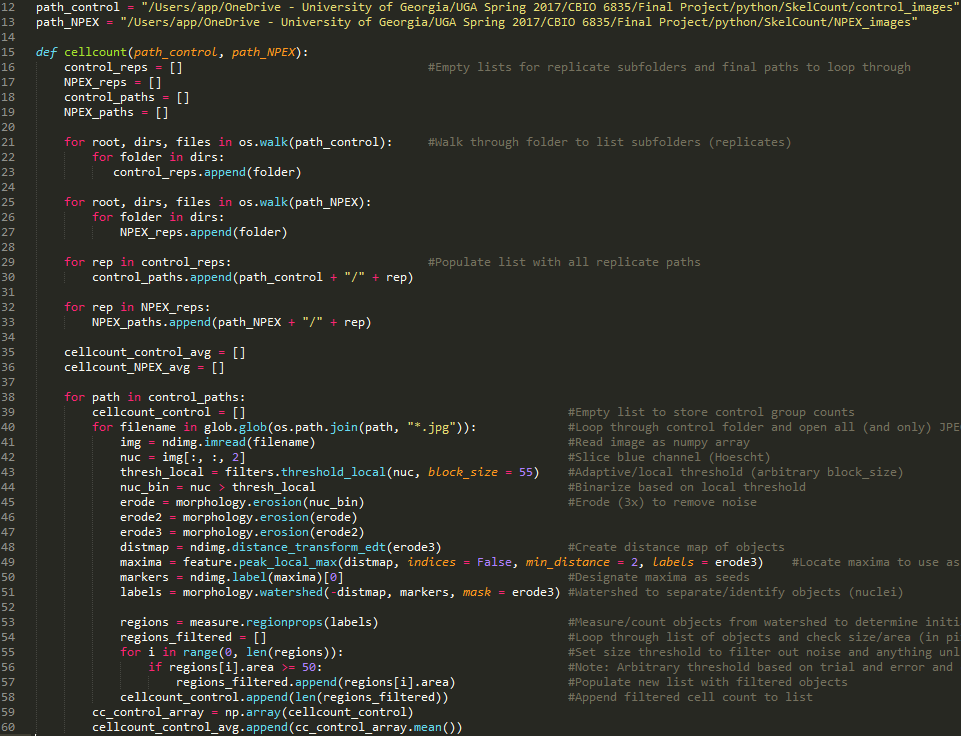 12 path_control = "/Users/app/OneDrive - University of Georgia/UGA Spring 2017/CBIO 6835/Final Project/python/SkelCount/control_images"
13 path_NPEX = "/Users/app/OneDrive - University of Georgia/UGA Spring 2017/CBIO 6835/Final Project/python/SkelCount/NPEX_images"
14
15 def cellcount(path_control, path_NPEX):
16     control_reps = []    #Empty lists for replicate subfolders and final paths to loop through
17     NPEX_reps = []
18     control_paths = []
19     NPEX_paths = []
20
21     for root, dirs, files in os.walk(path_control):    #Walk through folder to list subfolders (replicates)
22         for folder in dirs:
23            control_reps.append(folder)
24
25     for root, dirs, files in os.walk(path_NPEX):
26         for folder in dirs:
27             NPEX_reps.append(folder)
28
29     for rep in control_reps:    #Populate list with all replicate paths
30         control_paths.append(path_control + "/" + rep)
31
32     for rep in NPEX_reps:
33         NPEX_paths.append(path_NPEX + "/" + rep)
34
35     cellcount_control_avg = []
36     cellcount_NPEX_avg = []
37
38     for path in control_paths:
39         cellcount_control = []    #Empty list to store control group counts
40         for filename in glob.glob(os.path.join(path, "*.jpg")):    #Loop through control folder and open all (and only) JPE
41             img = ndimg.imread(filename)    #Read image as numpy array
42             nuc = img[:, :, 2]    #Slice blue channel (Hoescht)
43             thresh_local = filters.threshold_local(nuc, block_size = 55)    #Adaptive/local threshold (arbitrary block_size)
44             nuc_bin = nuc > thresh_local    #Binarize based on local threshold
45             erode = morphology.erosion(nuc_bin)    #Erode (3x) to remove noise
46             erode2 = morphology.erosion(erode)
47             erode3 = morphology.erosion(erode2)
48             distmap = ndimg.distance_transform_edt(erode3)    #Create distance map of objects
49             maxima = feature.peak_local_max(distmap, indices = False, min_distance = 2, labels = erode3)    #Locate maxima to use as
50             markers = ndimg.label(maxima)[0]    #Designate maxima as seeds
51             labels = morphology.watershed(-distmap, markers, mask = erode3) #Watershed to separate/identify objects (nuclei)
52
53             regions = measure.regionprops(labels)    #Measure/count objects from watershed to determine initi
54             regions_filtered = []    #Loop through list of objects and check size/area (in pi
55             for i in range(0, len(regions)):    #Set size threshold to filter out noise and anything unl
56                 if regions[i].area >= 50:    #Note: Arbitrary threshold based on trial and error and
57                     regions_filtered.append(regions[i].area)    #Populate new list with filtered objects
58             cellcount_control.append(len(regions_filtered))    #Append filtered cell count to list
59         cc_control_array = np.array(cellcount_control)
60         cellcount_control_avg.append(cc_control_array.mean())